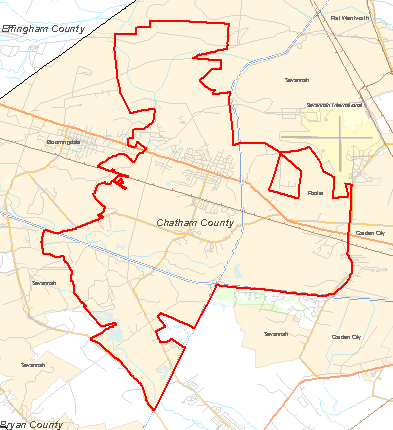 Effingham County
Port Wentworth
Savannah
Savannah International
Bloomingdale
Pooler
Chatham County
Garden City
Savannah
Savannah
Garden City
Savannah
Bryan County